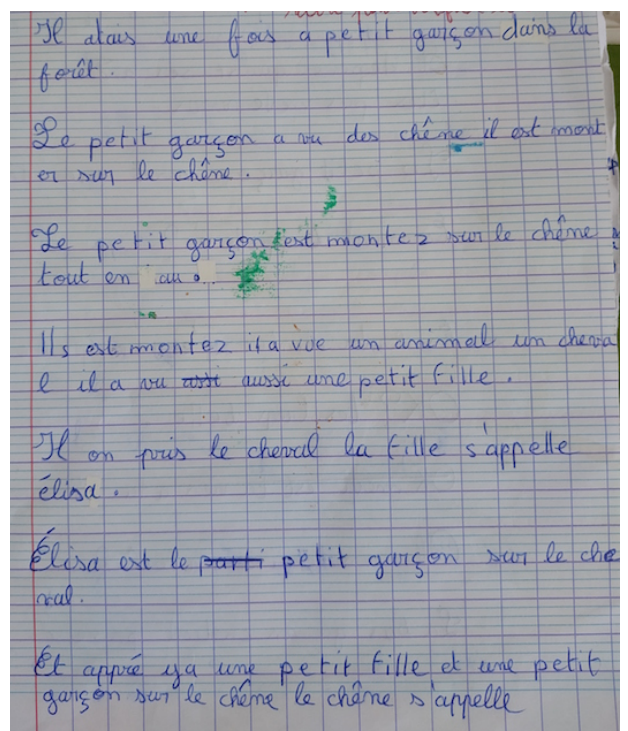 Il atais une fois a petit garçon dains la
forêt.
Le petit garçon a vu des chêne il est mont
er sur le chêne.
Le petit garçon est montez sur le chêne
tout en au.
Ils est montez il a vue un animal um cheva
l il a vu aussi une petit fille.
Il on pris le cheval la fille s'appelle
élisa.
Élisa est le petit garçon sur le che
val.
Et appré ya une petit fille et une petit
garçon sur le chêne le chêne s'appelle